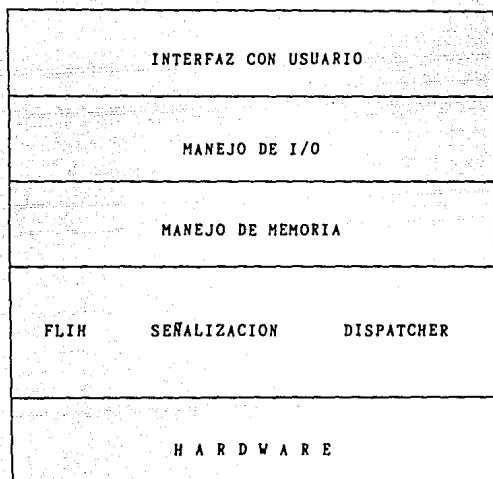 INTERFAZ CON USUARIO
MANEJO DE I/O
MANEJO DE MEMORIA
FLIH SEÑALIZACION DISPATCHER
H A R D W A R E